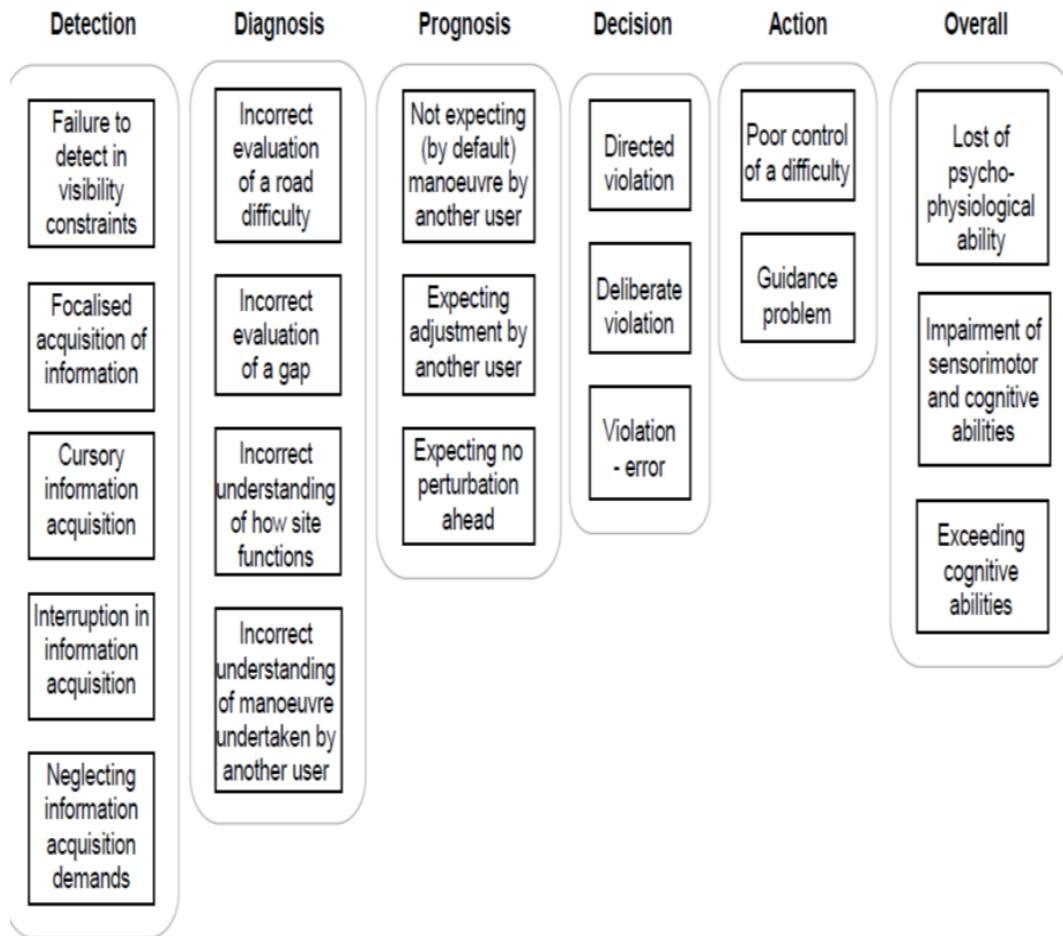 Detection
Failure to
detect in
visibility
constraints
Focalised
acquisition of
information
Cursory
information
acquisition
Interruption in
information
acquisition
Neglecting
information
acquisition
demands
Diagnosis
Incorrect
evaluation
of a road
difficulty
Incorrect
evaluation
of a gap
Incorrect
understanding
of how site
functions
Incorrect
understanding
of manoeuvre
undertaken by
another user
Prognosis
Not expecting
(by default)
manoeuvre by
another user
Expecting
adjustment by
another user
Expecting no
perturbation
ahead
Decision
Directed
violation
Deliberate
violation
Violation
- error
Action
Poor control
of a difficulty
Guidance
problem
Overall
Lost of
psycho-
physiological
ability
Impairment of
sensorimotor
and cognitive
abilities
Exceeding
cognitive
abilities